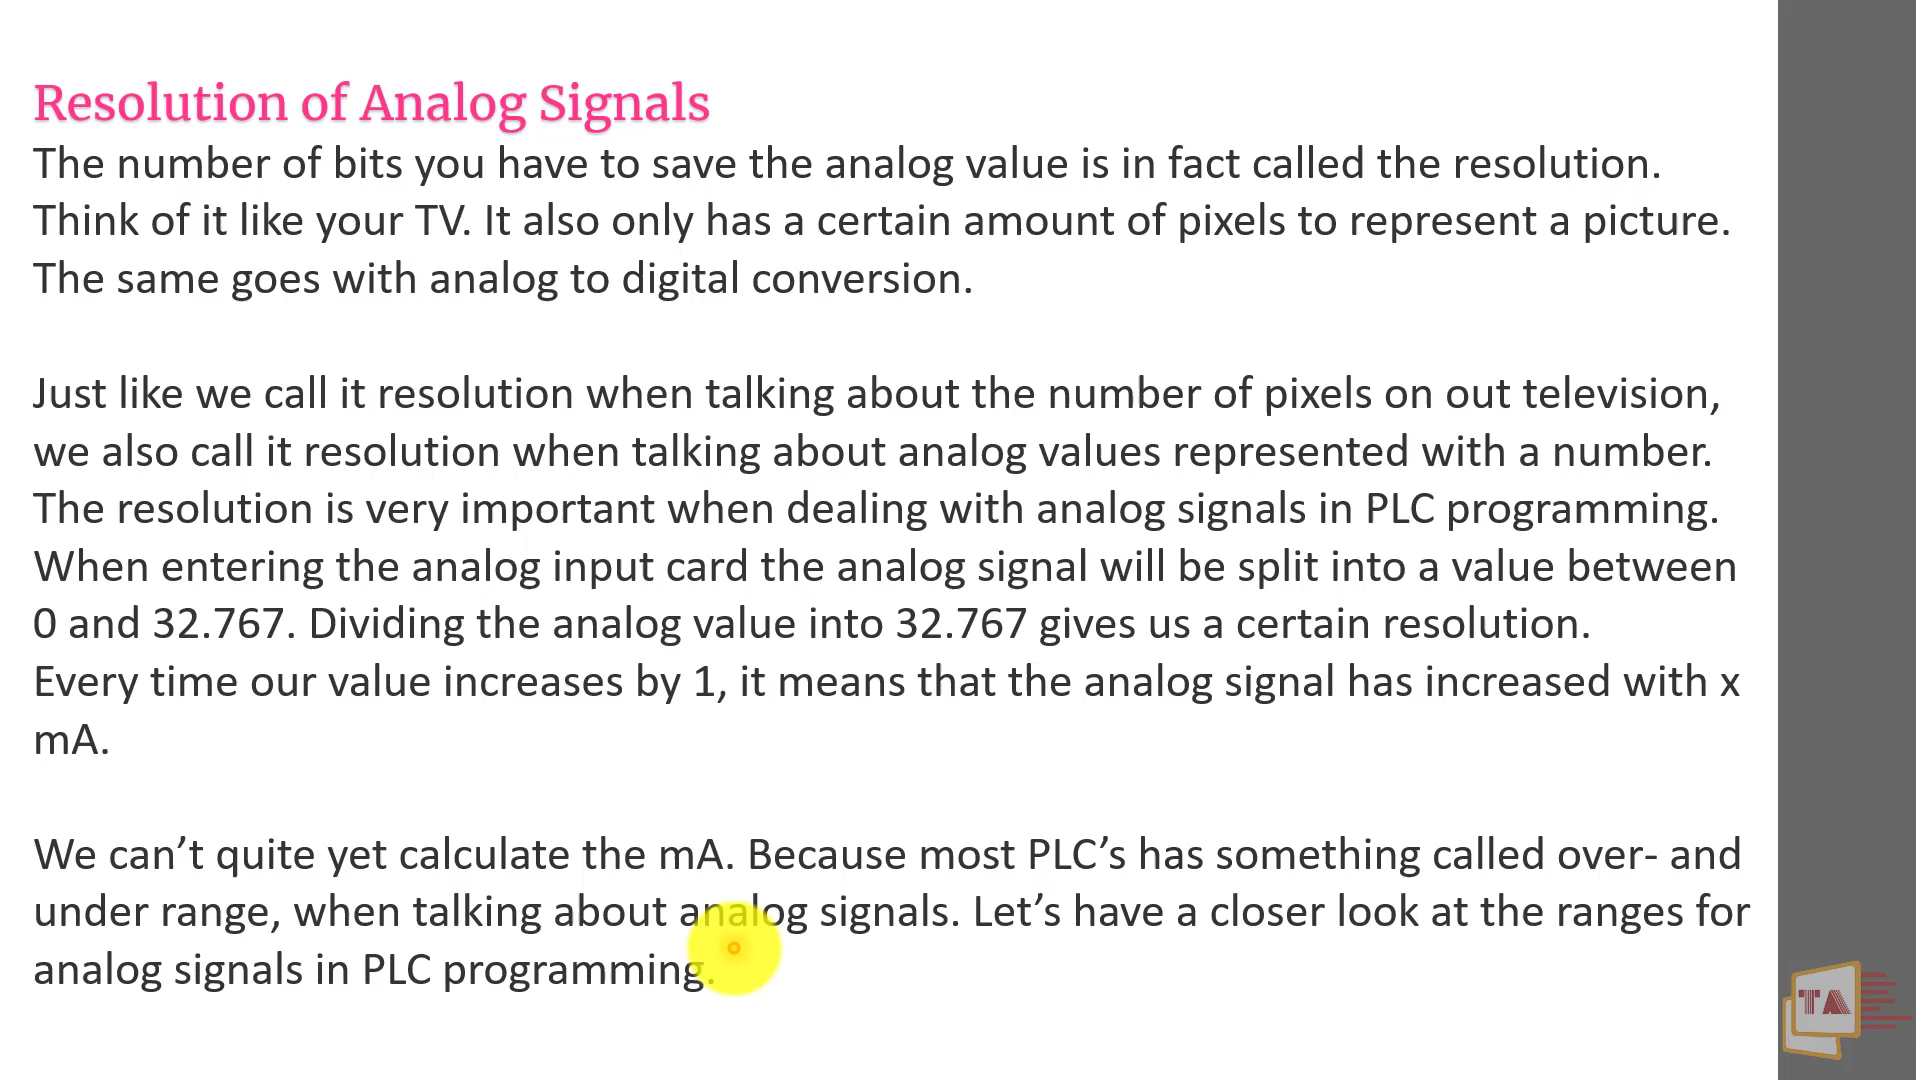 Resolution of Analog Signals
The number of bits you have to save the analog value is in fact called the resolution.
Think of it like your TV. It also only has a certain amount of pixels to represent a picture.
The same goes with analog to digital conversion.
Just like we call it resolution when talking about the number of pixels on out television,
we also call it resolution when talking about analog values represented with a number.
The resolution is very important when dealing with analog signals in PLC programming.
When entering the analog input card the analog signal will be split into a value between
0 and 32.767. Dividing the analog value into 32.767 gives us a certain resolution.
Every time our value increases by 1, it means that the analog signal has increased with x
mA.
We can’t quite yet calculate the mA. Because most PLC’s has something called over- and
under range, when talking about analog signals. Let’s have a closer look at the ranges for
analog signals in PLC programming.
TA